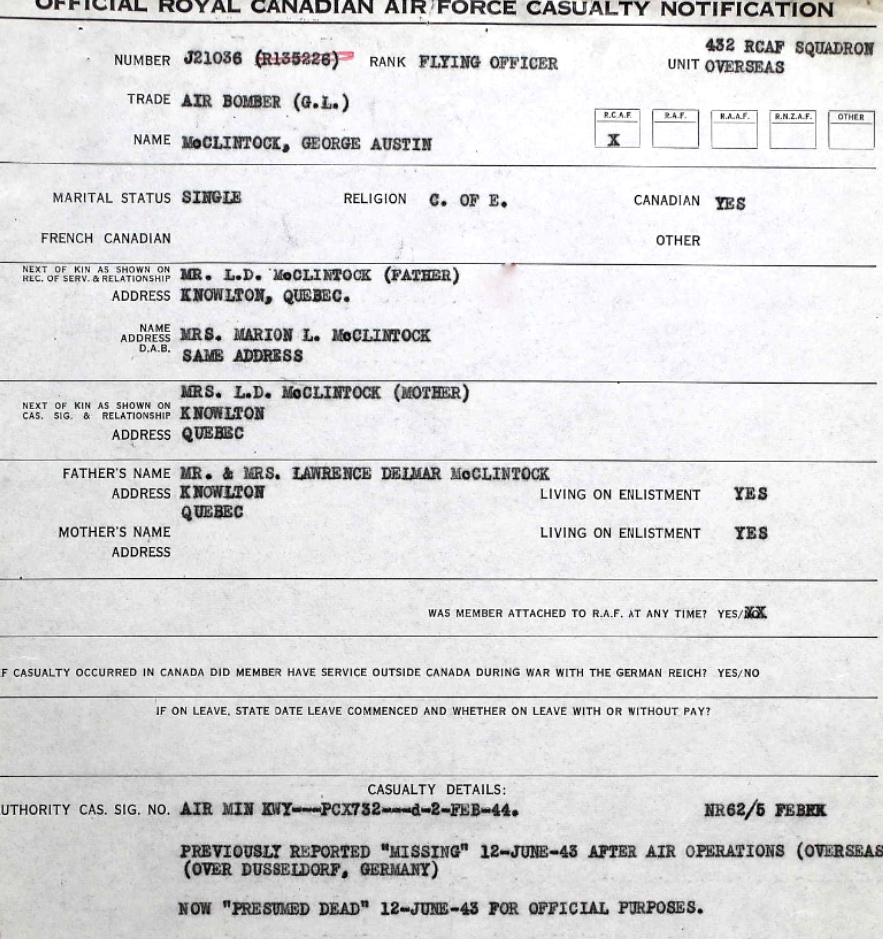 OFFICIAL ROYAL CANADIAN AIR FORCE CASUALTY NOTIFICATION
NUMBER J21036 (R135226) RANK FLYING OFFICER UNIT 432 RCAF SQUADRON
OVERSEAS
TRADE AIR BOMBER (G.L.)
R.C.A.F. R.A.F. R.A.A.F. R.N.Z.A.F. OTHER
X
NAME McCLINTOCK, GEORGE AUSTIN
MARITAL STATUS SINGLE RELIGION C. OF E. CANADIAN YES
FRENCH CANADIAN OTHER
NEXT OF KIN AS SHOWN ON
REC. OF SERV. & RELATIONSHIP MR. L.D. McCLINTOCK (FATHER)
ADDRESS KNOWLTON, QUEBEC.
NAME
ADDRESS MRS. MARION L. McCLINTOCK
D.A.B. SAME ADDRESS
MRS. L.D. McCLINTOCK (MOTHER)
NEXT OF KIN AS SHOWN ON KNOWLTON
CAS. SIG. & RELATIONSHIP
ADDRESS QUEBEC
FATHER'S NAME MR. & MRS. LAWRENCE DELMAR McCLINTOCK
ADDRESS KNOWLTON LIVING ON ENLISTMENT YES
QUEBEC
MOTHER'S NAME LIVING ON ENLISTMENT YES
ADDRESS
WAS MEMBER ATTACHED TO R.A.F. AT ANY TIME? YES/
F CASUALTY OCCURRED IN CANADA DID MEMBER HAVE SERVICE OUTSIDE CANADA DURING WAR WITH THE GERMAN REICH? YES/NO
IF ON LEAVE, STATE DATE LEAVE COMMENCED AND WHETHER ON LEAVE WITH OR WITHOUT PAY?
CASUALTY DETAILS:
UTHORITY CAS. SIG. NO. AIR MIN KWY---PCX732---d-2-FEB-44. NR62/5 FEB
PREVIOUSLY REPORTED "MISSING" 12-JUNE-43 AFTER AIR OPERATIONS (OVERSEAS
(OVER DUSSELDORF, GERMANY)
NOW "PRESUMED DEAD" 12-JUNE-43 FOR OFFICIAL PURPOSES.